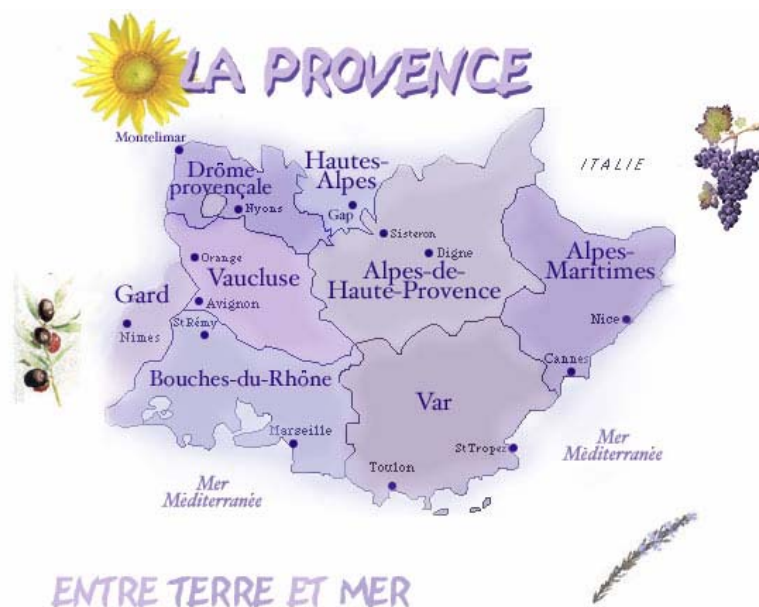 LA PROVENCE
Montelimar
Drôme
provençale
Nyons
Hautes-
Alpes
Gap
ITALIE
Sisteron
Digne
Alpes-de-
Haute-Provence
Alpes-
Maritimes
Nice
Cannes
Orange
Vaucluse
Avignon
Gard
Nimes
St Rémy
Bouches-du-Rhône
Marseille
Var
St Tropez
Toulon
Mer
Méditerranée
Mer
Méditerranée
ENTRE TERRE ET MER